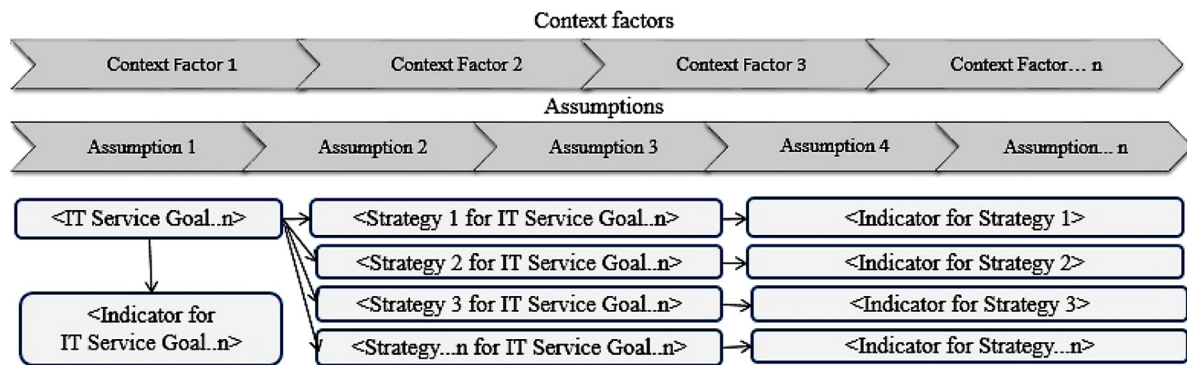 Context factors
Context Factor 1 Context Factor 2 Context Factor 3 Context Factor... n
Assumptions
Assumption 1 Assumption 2 Assumption 3 Assumption 4 Assumption... n
<IT Service Goal..n> <Strategy 1 for IT Service Goal..n> <Indicator for Strategy 1>
<Strategy 2 for IT Service Goal..n> <Indicator for Strategy 2>
<Indicator for
IT Service Goal..n>
<Strategy 3 for IT Service Goal..n> <Indicator for Strategy 3>
<Strategy...n for IT Service Goal..n> <Indicator for Strategy...n>